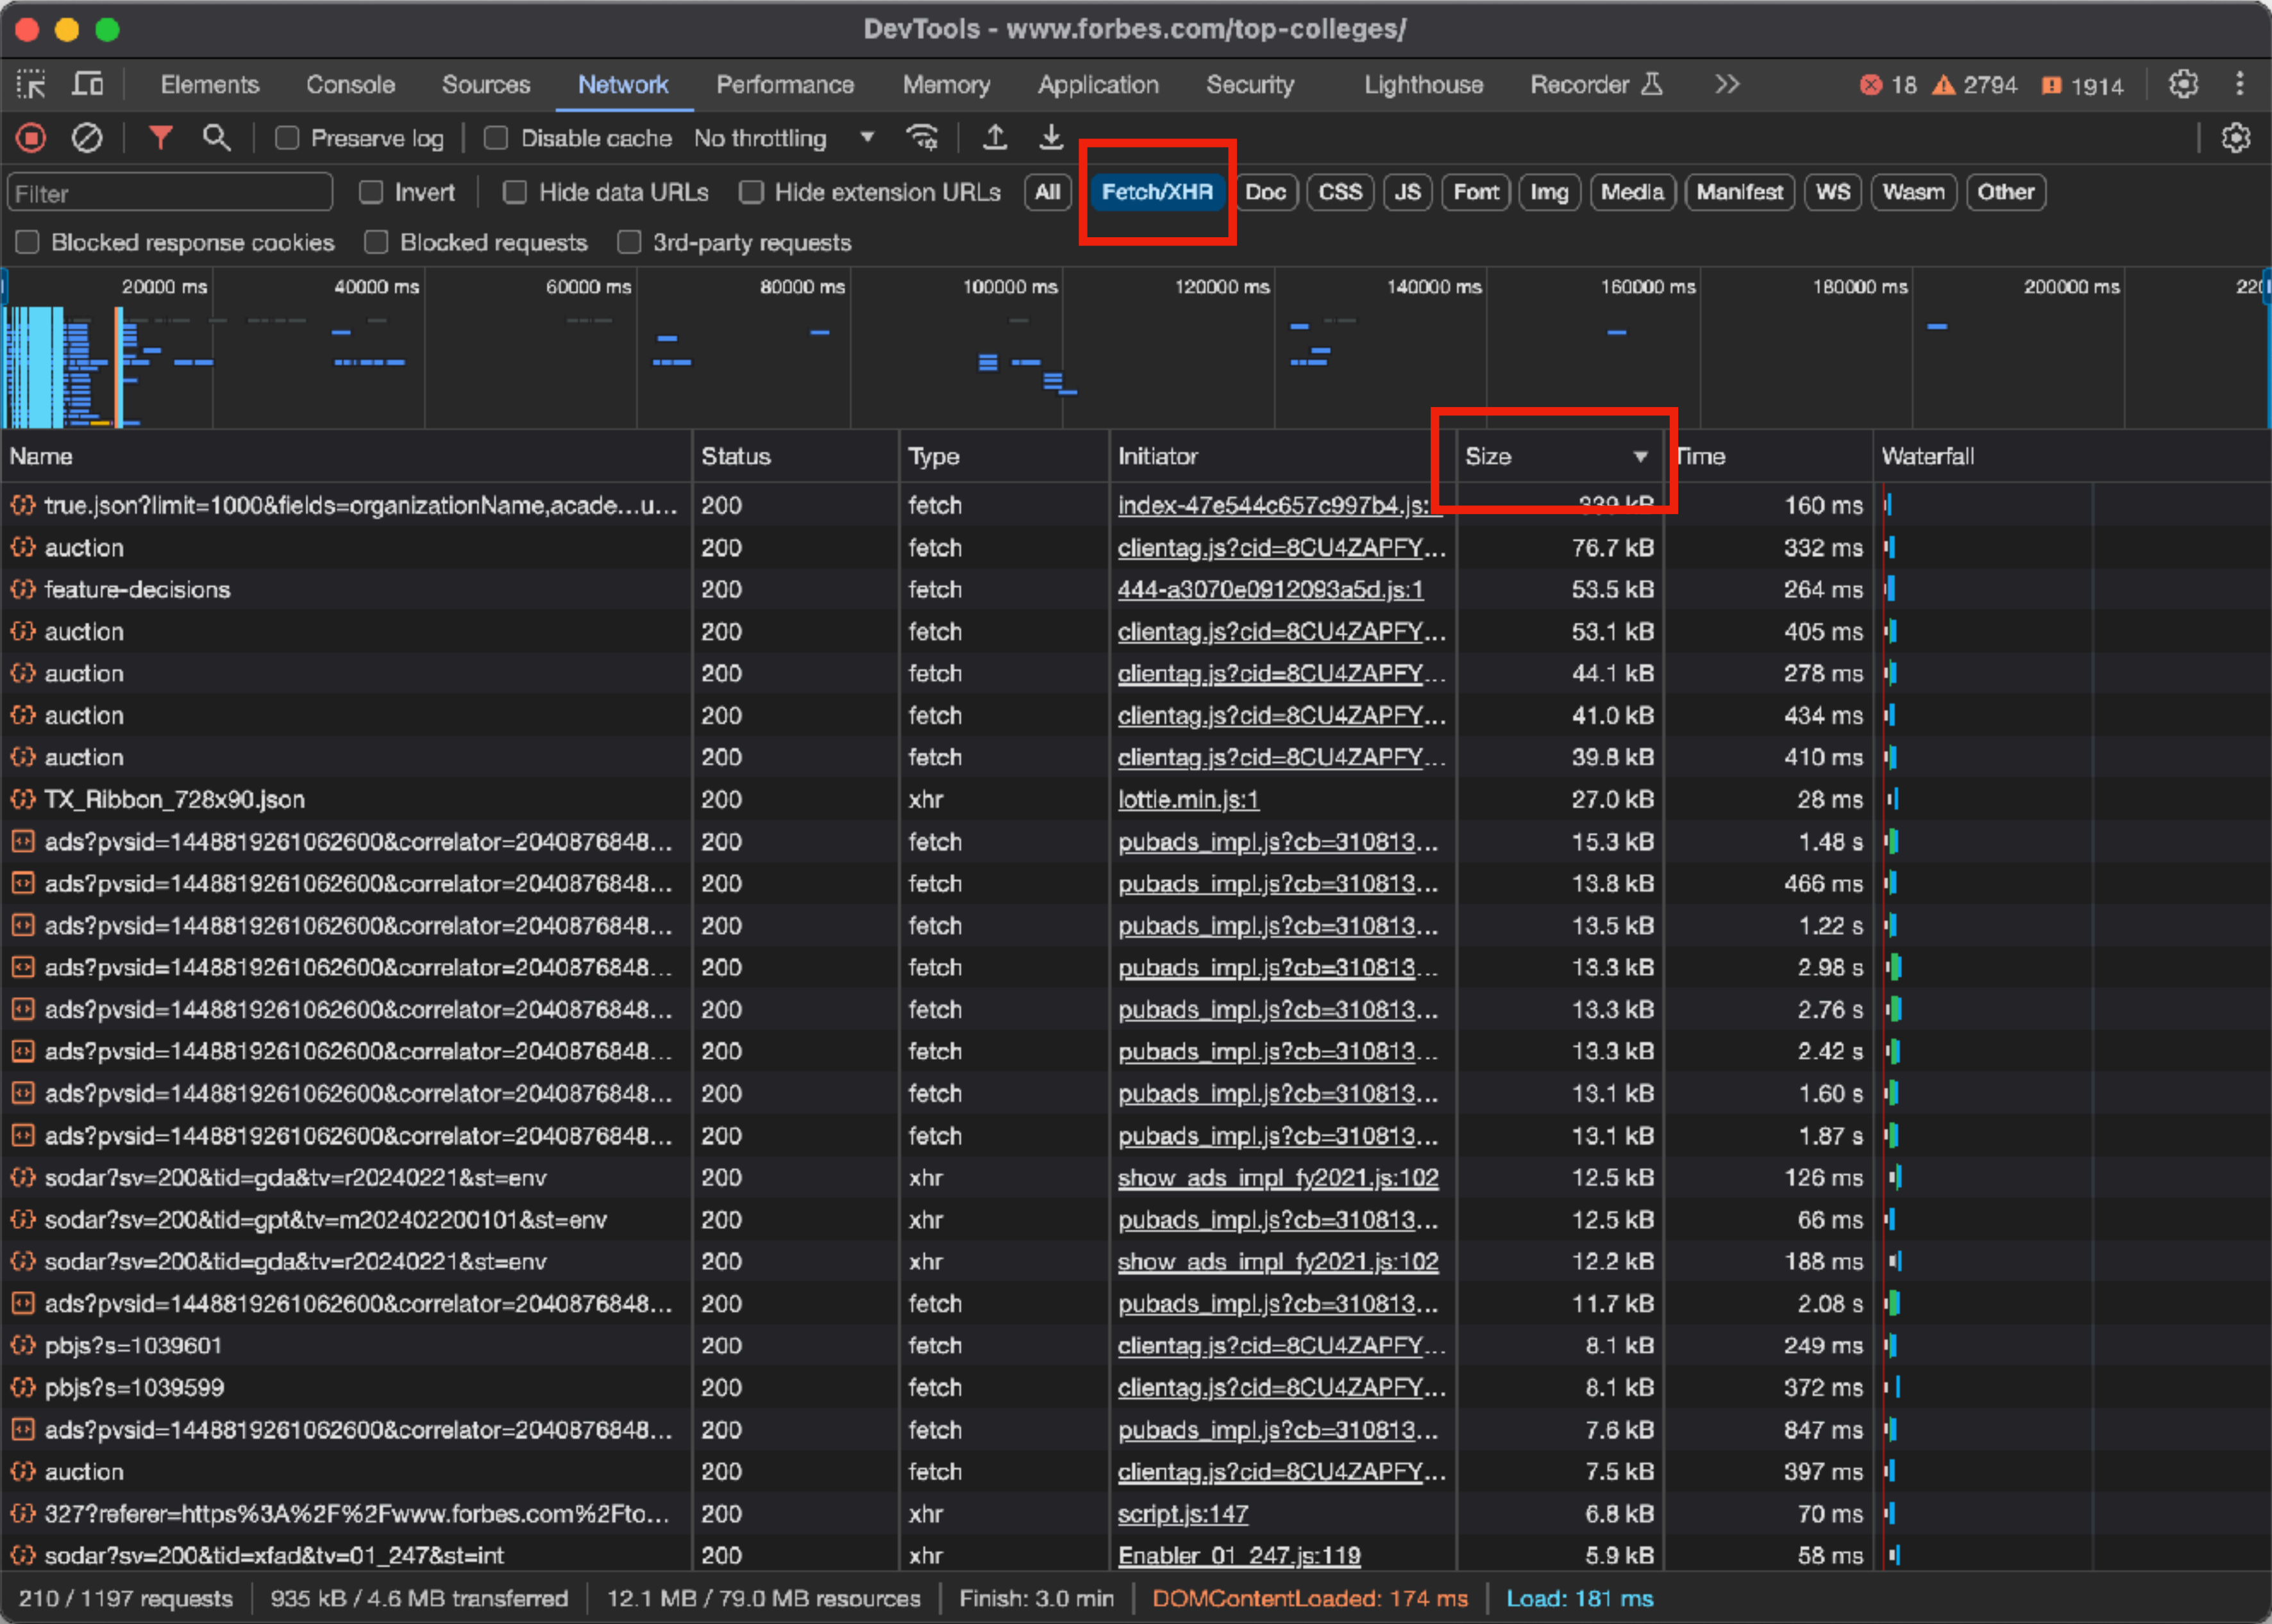 DevTools - www.forbes.com/top-colleges/
Elements Console Sources Network Performance Memory Application Security Lighthouse Recorder 18 2794 1914
Preserve log Disable cache No throttling
Filter Invert Hide data URLs Hide extension URLs All Fetch/XHR Doc CSS JS Font Img Media Manifest WS Wasm Other
Blocked response cookies Blocked requests 3rd-party requests
20000 ms 40000 ms 60000 ms 80000 ms 100000 ms 120000 ms 140000 ms 160000 ms 180000 ms 200000 ms 220
Name Status Type Initiator Size Time Waterfall
true.json?limit=1000&fields=organizationName,acade...u... 200 fetch index-47e544c657c997b4.js: 339 kB 160 ms
auction 200 fetch clientag.js?cid=8CU4ZAPFY... 76.7 kB 332 ms
feature-decisions 200 fetch 444-a3070e0912093a5d.js:1 53.5 kB 264 ms
auction 200 fetch clientag.js?cid=8CU4ZAPFY... 53.1 kB 405 ms
auction 200 fetch clientag.js?cid=8CU4ZAPFY... 44.1 kB 278 ms
auction 200 fetch clientag.js?cid=8CU4ZAPFY... 41.0 kB 434 ms
auction 200 fetch clientag.js?cid=8CU4ZAPFY... 39.8 kB 410 ms
TX_Ribbon_728x90.json 200 xhr lottie.min.js:1 27.0 kB 28 ms
ads?pvsid=1448819261062600&correlator=2040876848... 200 fetch pubads_impl.js?cb=310813... 15.3 kB 1.48 s
ads?pvsid=1448819261062600&correlator=2040876848... 200 fetch pubads_impl.js?cb=310813... 13.8 kB 466 ms
ads?pvsid=1448819261062600&correlator=2040876848... 200 fetch pubads_impl.js?cb=310813... 13.5 kB 1.22 s
ads?pvsid=1448819261062600&correlator=2040876848... 200 fetch pubads_impl.js?cb=310813... 13.3 kB 2.98 s
ads?pvsid=1448819261062600&correlator=2040876848... 200 fetch pubads_impl.js?cb=310813... 13.3 kB 2.76 s
ads?pvsid=1448819261062600&correlator=2040876848... 200 fetch pubads_impl.js?cb=310813... 13.3 kB 2.42 s
ads?pvsid=1448819261062600&correlator=2040876848... 200 fetch pubads_impl.js?cb=310813... 13.1 kB 1.60 s
ads?pvsid=1448819261062600&correlator=2040876848... 200 fetch pubads_impl.js?cb=310813... 13.1 kB 1.87 s
sodar?sv=200&tid=gda&tv=r20240221&st=env 200 xhr show_ads_impl_fy2021.js:102 12.5 kB 126 ms
sodar?sv=200&tid=gpt&tv=m202402200101&st=env 200 xhr pubads_impl.js?cb=310813... 12.5 kB 66 ms
sodar?sv=200&tid=gda&tv=r20240221&st=env 200 xhr show_ads_impl_fy2021.js:102 12.2 kB 188 ms
ads?pvsid=1448819261062600&correlator=2040876848... 200 fetch pubads_impl.js?cb=310813... 11.7 kB 2.08 s
pbjs?s=1039601 200 fetch clientag.js?cid=8CU4ZAPFY... 8.1 kB 249 ms
pbjs?s=1039599 200 fetch clientag.js?cid=8CU4ZAPFY... 8.1 kB 372 ms
ads?pvsid=1448819261062600&correlator=2040876848... 200 fetch pubads_impl.js?cb=310813... 7.6 kB 847 ms
auction 200 fetch clientag.js?cid=8CU4ZAPFY... 7.5 kB 397 ms
327?referer=https%3A%2F%2Fwww.forbes.com%2Fto... 200 xhr script.js:147 6.8 kB 70 ms
sodar?sv=200&tid=xfad&tv=01_247&st=int 200 xhr Enabler_01_247.js:119 5.9 kB 58 ms
210 / 1197 requests 935 kB / 4.6 MB transferred 12.1 MB / 79.0 MB resources Finish: 3.0 min DOMContentLoaded: 174 ms Load: 181 ms